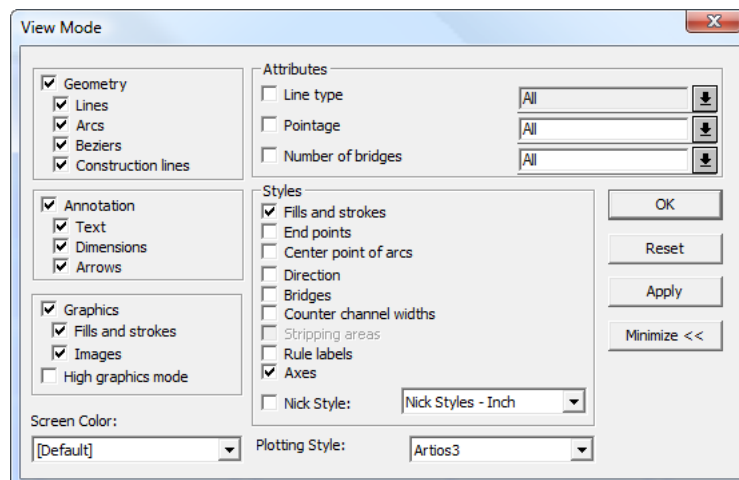 View Mode
Geometry
Lines
Arcs
Beziers
Construction lines
Annotation
Text
Dimensions
Arrows
Graphics
Fills and strokes
Images
High graphics mode
Screen Color:
[Default]
Attributes
Line type All
Pointage All
Number of bridges All
Styles
Fills and strokes
End points
Center point of arcs
Direction
Bridges
Counter channel widths
Stripping areas
Rule labels
Axes
Nick Style: Nick Styles - Inch
Plotting Style: Artios3
OK
Reset
Apply
Minimize <<